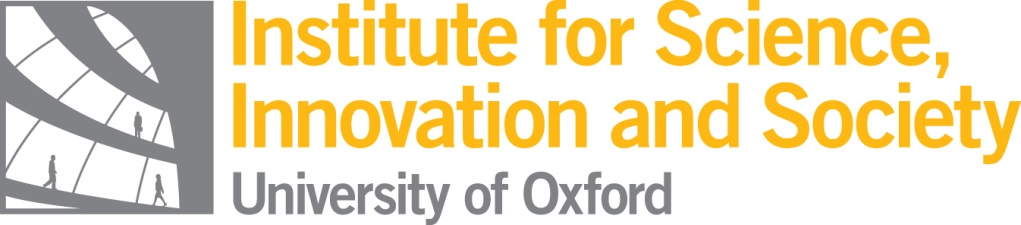 Institute for Science,
Innovation and Society
University of Oxford